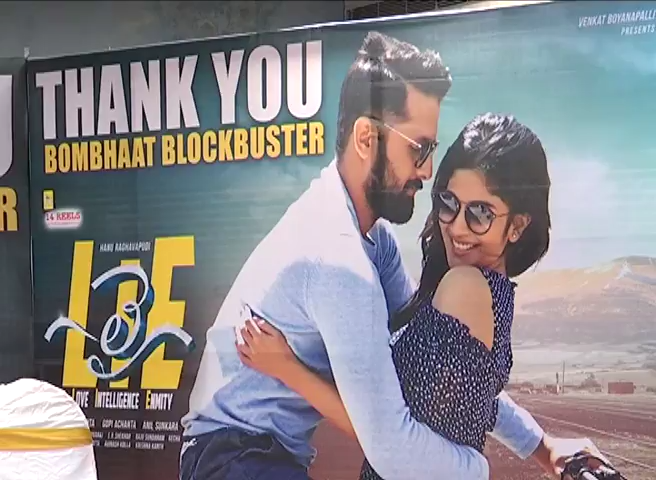 VENKAT BOYANAPALLI
PRESENTS
THANK YOU
BOMBHAAT BLOCKBUSTER
14 REELS
HANU RAGHAVAPUDI
LIE
లై
LOVE INTELLIGENCE ENMITY
GOPI ACHANTA
ANIL SUNKARA